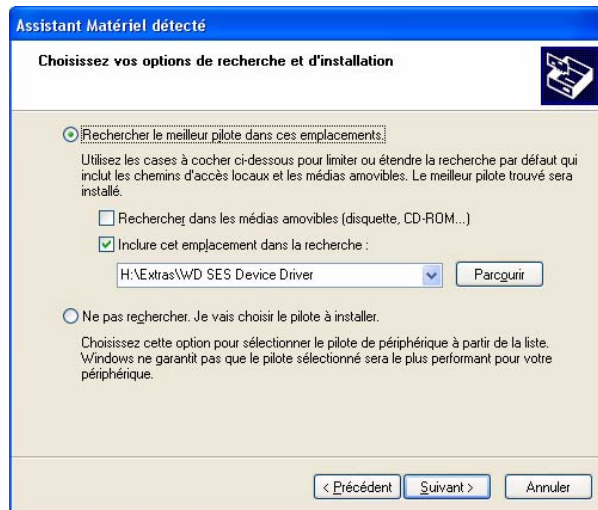 Assistant Matériel détecté
Choisissez vos options de recherche et d'installation
Rechercher le meilleur pilote dans ces emplacements.
Utilisez les cases à cocher ci-dessous pour limiter ou étendre la recherche par défaut qui
inclut les chemins d'accès locaux et les médias amovibles. Le meilleur pilote trouvé sera
installé.
Rechercher dans les médias amovibles (disquette, CD-ROM...)
Inclure cet emplacement dans la recherche :
H:\Extras\WD SES Device Driver
Parcourir
Ne pas rechercher. Je vais choisir le pilote à installer.
Choisissez cette option pour sélectionner le pilote de périphérique à partir de la liste.
Windows ne garantit pas que le pilote sélectionné sera le plus performant pour votre
périphérique.
< Précédent Suivant > Annuler